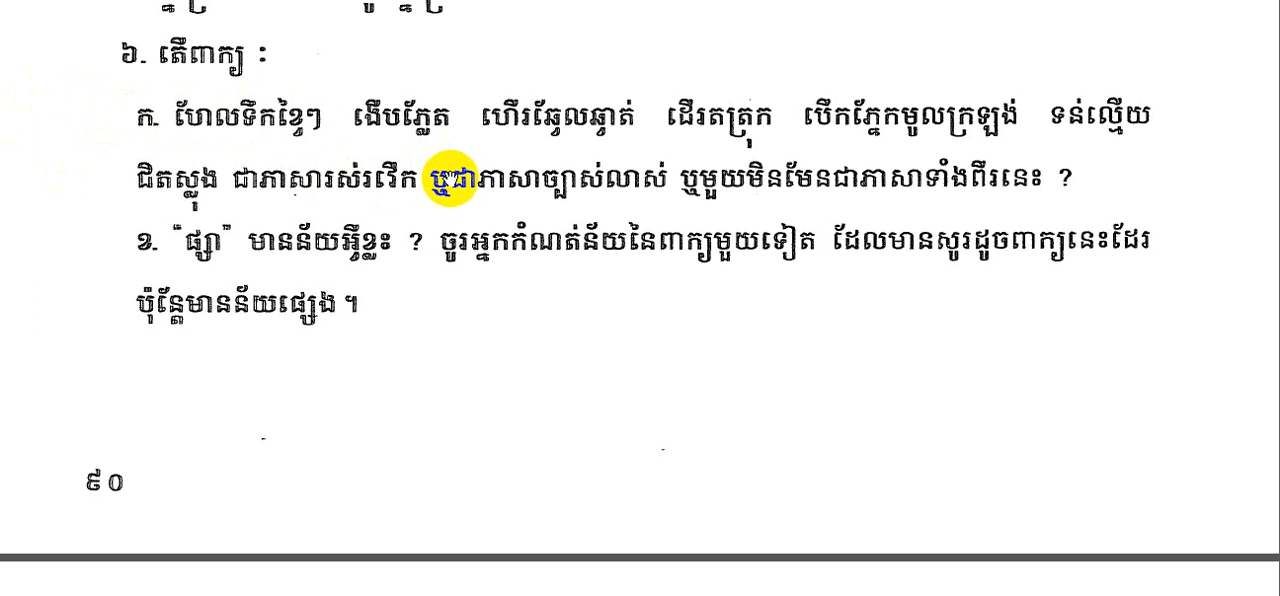 ៦. តើពាក្យ ៖
ក. ហែលទឹកខ្វៃៗ ងើបភ្លែត ហើរឆ្វែលឆ្វាត់ ដើរតត្រុក បើកភ្នែកមូលក្រឡង់ ទន់ល្មើយ
ជិតស្លុង ជាភាសារស់រវើក ឬជាភាសាច្បាស់លាស់ ឬមួយមិនមែនជាភាសាទាំងពីរនេះ ?
ខ. "ផ្សា" មានន័យអ្វីខ្លះ ? ចូរអ្នកកំណត់ន័យនៃពាក្យមួយទៀត ដែលមានសូរដូចពាក្យនេះដែរ
ប៉ុន្តែមានន័យផ្សេង ។
៩០